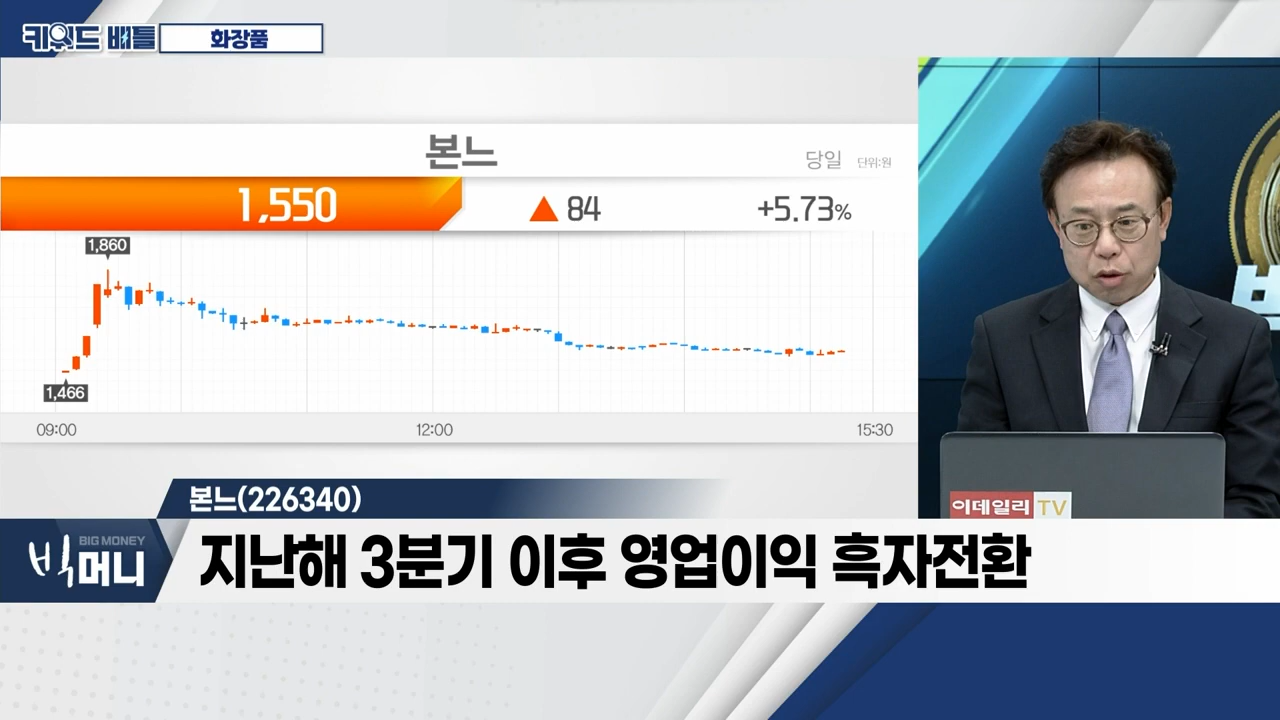 키워드 배틀 화장품
본느
당일 단위:원
1,550 ▲ 84 +5.73%
1,860
1,466
09:00 12:00 15:30
이데일리 TV
본느(226340)
BIG MONEY
빅머니
지난해 3분기 이후 영업이익 흑자전환